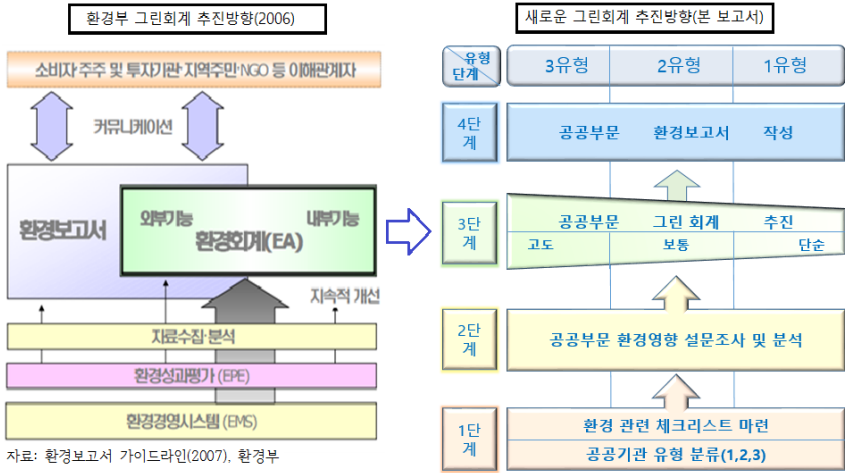 환경부 그린회계 추진방향(2006)
소비자·주주 및 투자기관·지역주민·NGO 등 이해관계자
커뮤니케이션
환경보고서
외부기능 내부기능
환경회계(EA)
지속적 개선
자료수집·분석
환경성과평가 (EPE)
환경경영시스템 (EMS)
자료: 환경보고서 가이드라인(2007), 환경부
새로운 그린회계 추진방향(본 보고서)
유형
단계
3유형 2유형 1유형
4단
계
공공부문 환경보고서 작성
3단
계
공공부문 그린 회계 추진
고도 보통 단순
2단
계
공공부문 환경영향 설문조사 및 분석
1단
계
환경 관련 체크리스트 마련
공공기관 유형 분류(1,2,3)